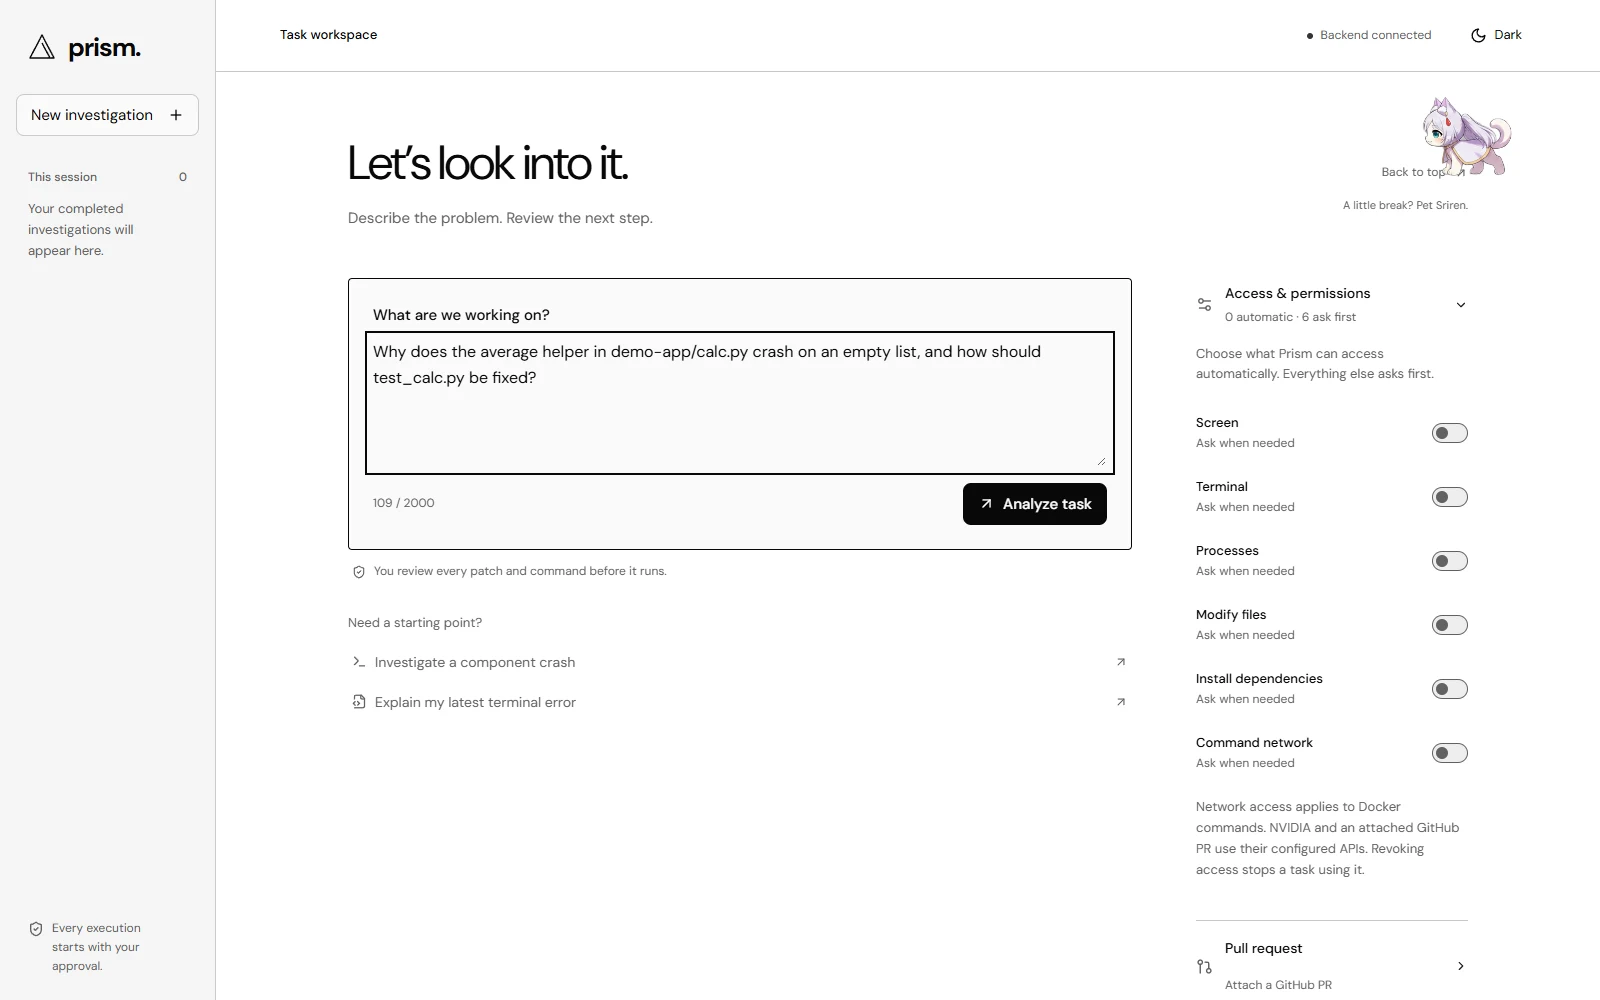 prism.
New investigation
This session 0
Your completed
investigations will
appear here.
Every execution
starts with your
approval.
Task workspace
Backend connected
Dark
Let's look into it.
Describe the problem. Review the next step.
Back to top
A little break? Pet Sriren.
What are we working on?
Why does the average helper in demo-app/calc.py crash on an empty list, and how should
test_calc.py be fixed?
109 / 2000
Analyze task
You review every patch and command before it runs.
Need a starting point?
Investigate a component crash
Explain my latest terminal error
Access & permissions
0 automatic · 6 ask first
Choose what Prism can access
automatically. Everything else asks first.
Screen
Ask when needed
Terminal
Ask when needed
Processes
Ask when needed
Modify files
Ask when needed
Install dependencies
Ask when needed
Command network
Ask when needed
Network access applies to Docker
commands. NVIDIA and an attached GitHub
PR use their configured APIs. Revoking
access stops a task using it.
Pull request
Attach a GitHub PR